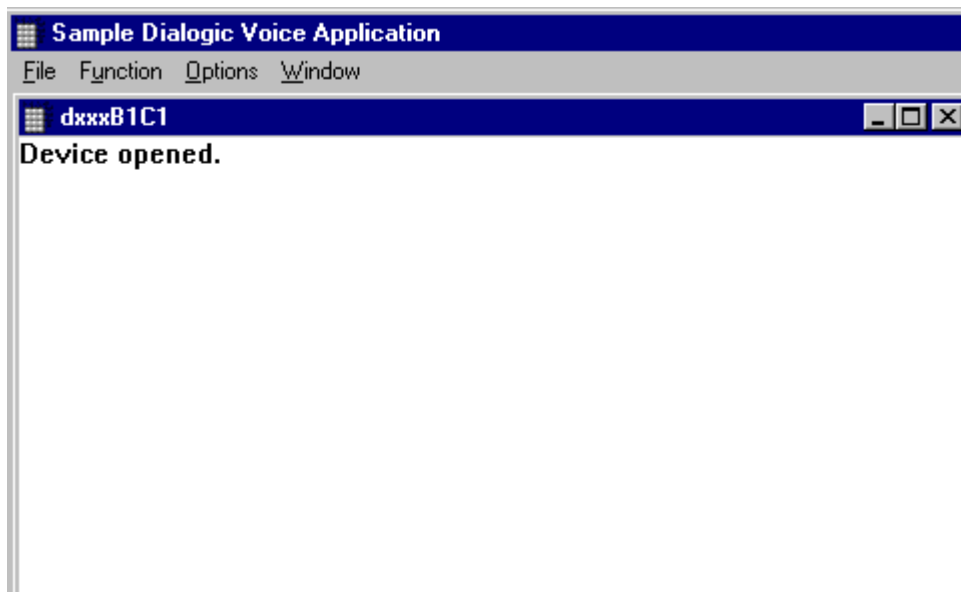 Sample Dialogic Voice Application
File Function Options Window
dxxxB1C1
Device opened.